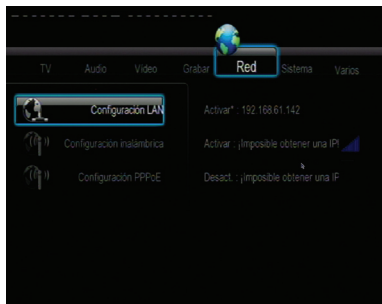 TV Audio Vídeo Grabar Red Sistema Varios
Configuración LAN Activar* : 192.168.61.142
Configuración inalámbrica Activar : ¡Imposible obtener una IP!
Configuración PPPoE Desact. : ¡Imposible obtener una IP